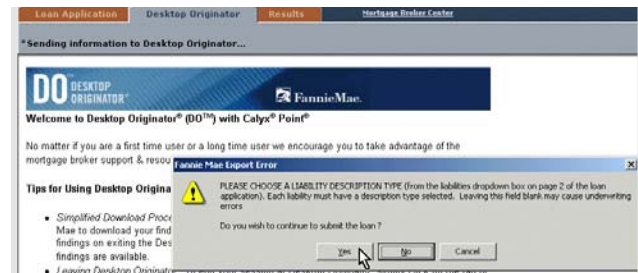 Loan Application Desktop Originator Results Mortgage Broker Center
*Sending information to Desktop Originator...
DO DESKTOP ORIGINATOR® FannieMae.
Welcome to Desktop Originator® (DO™) with Calyx® Point®
No matter if you are a first time user or a long time user we encourage you to take advantage of the
mortgage broker support & resou
Fannie Mae Export Error
PLEASE CHOOSE A LIABILITY DESCRIPTION TYPE (from the liabilities dropdown box on page 2 of the loan
application). Each liability must have a description type selected. Leaving this field blank may cause underwriting
errors
Do you wish to continue to submit the loan ?
Yes No Cancel
Tips for Using Desktop Origina
• Simplified Download Proce
Mae to download your find
findings on exiting the Des
findings are available.
• Leaving Desktop Originator